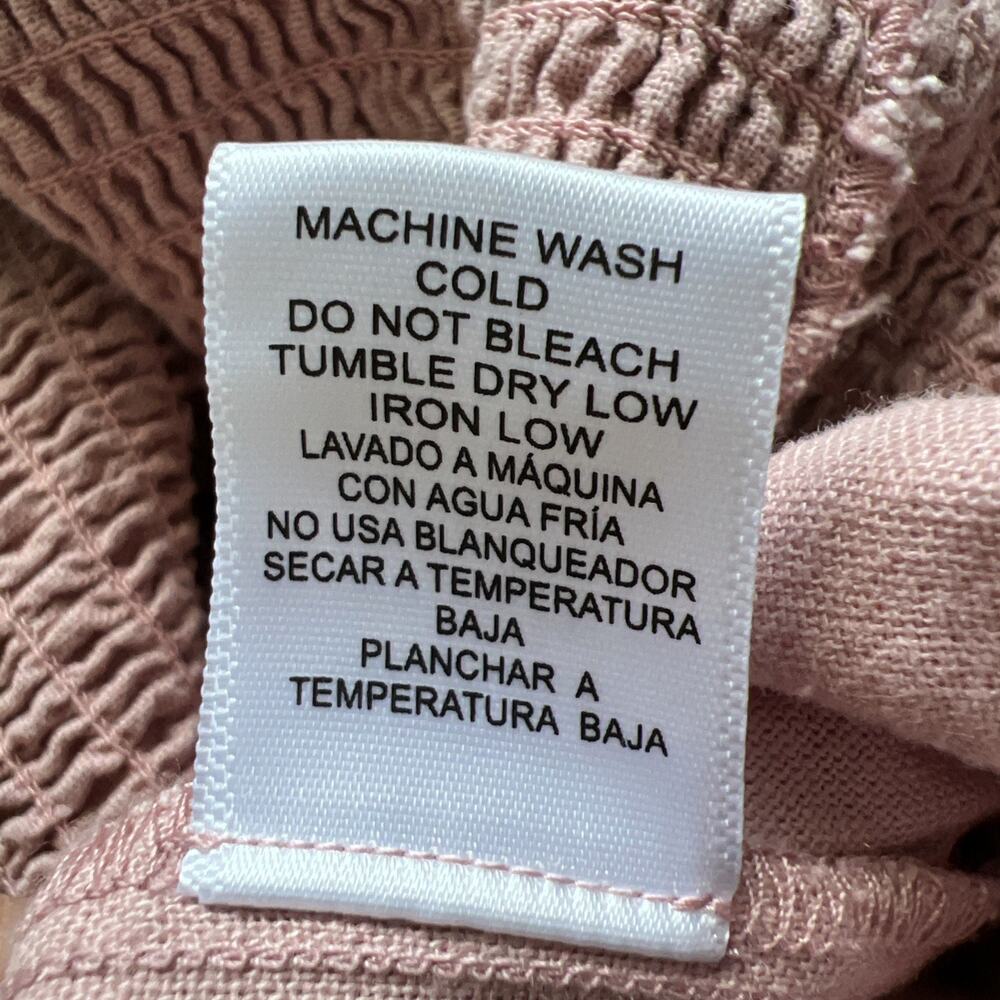 MACHINE WASH
COLD
DO NOT BLEACH
TUMBLE DRY LOW
IRON LOW
LAVADO A MÁQUINA
CON AGUA FRÍA
NO USA BLANQUEADOR
SECAR A TEMPERATURA
BAJA
PLANCHAR A
TEMPERATURA BAJA